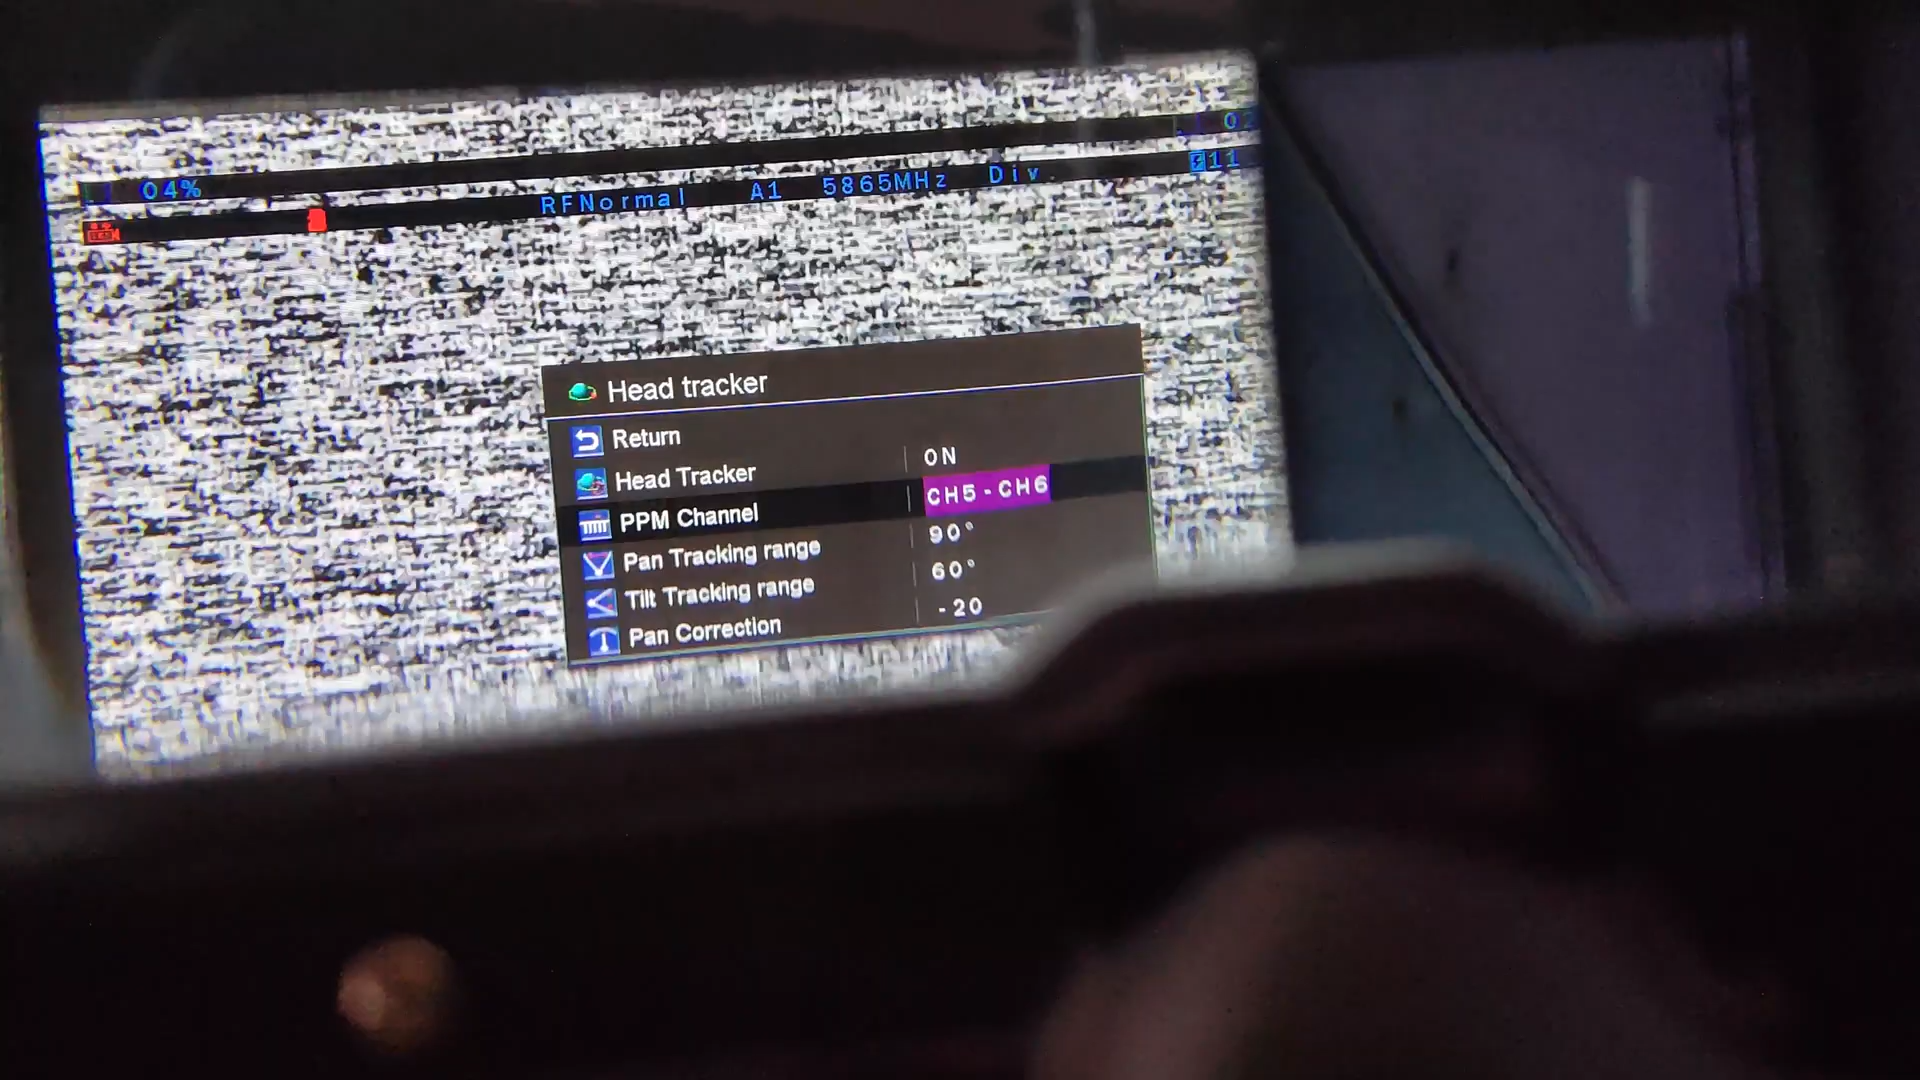 04%
RFNormal A1 5865MHz Div. 11
Head tracker
Return
Head Tracker ON
PPM Channel CH5-CH6
Pan Tracking range 90°
Tilt Tracking range 60°
Pan Correction -20